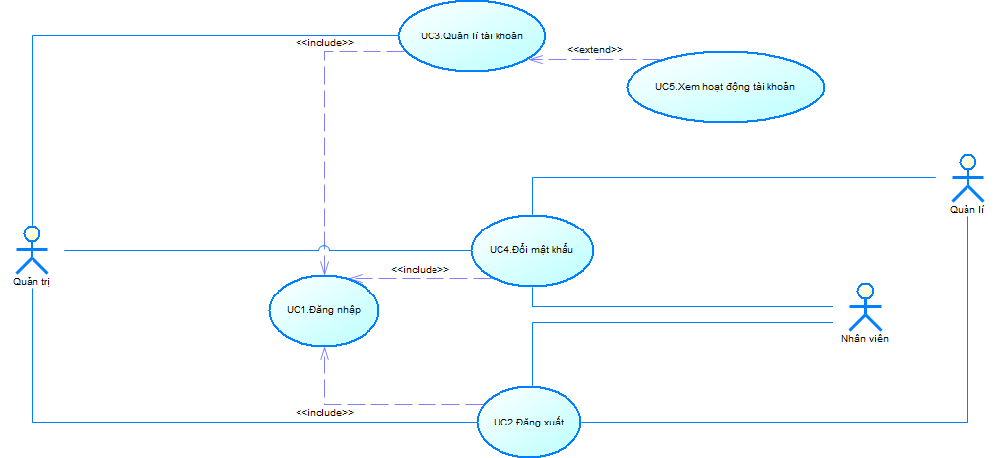 UC3.Quản lí tài khoản
<<include>>
<<extend>>
UC5.Xem hoạt động tài khoản
Quản lí
UC4.Đổi mật khẩu
<<include>>
Quản trị
UC1.Đăng nhập
Nhân viên
<<include>>
UC2.Đăng xuất